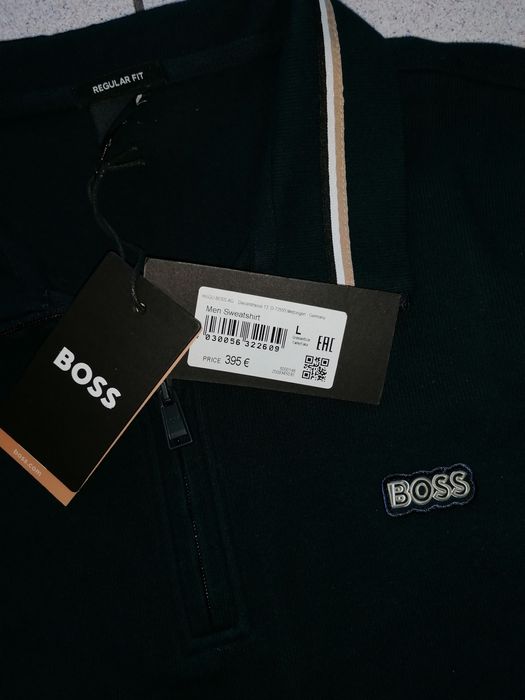 REGULAR FIT
HUGO BOSS AG Dieselstrasse 12, D-72555 Metzingen Germany
Men Sweatshirt
L
030056 322609
EAC
PRICE 395 €
BOSS
boss.com
BOSS